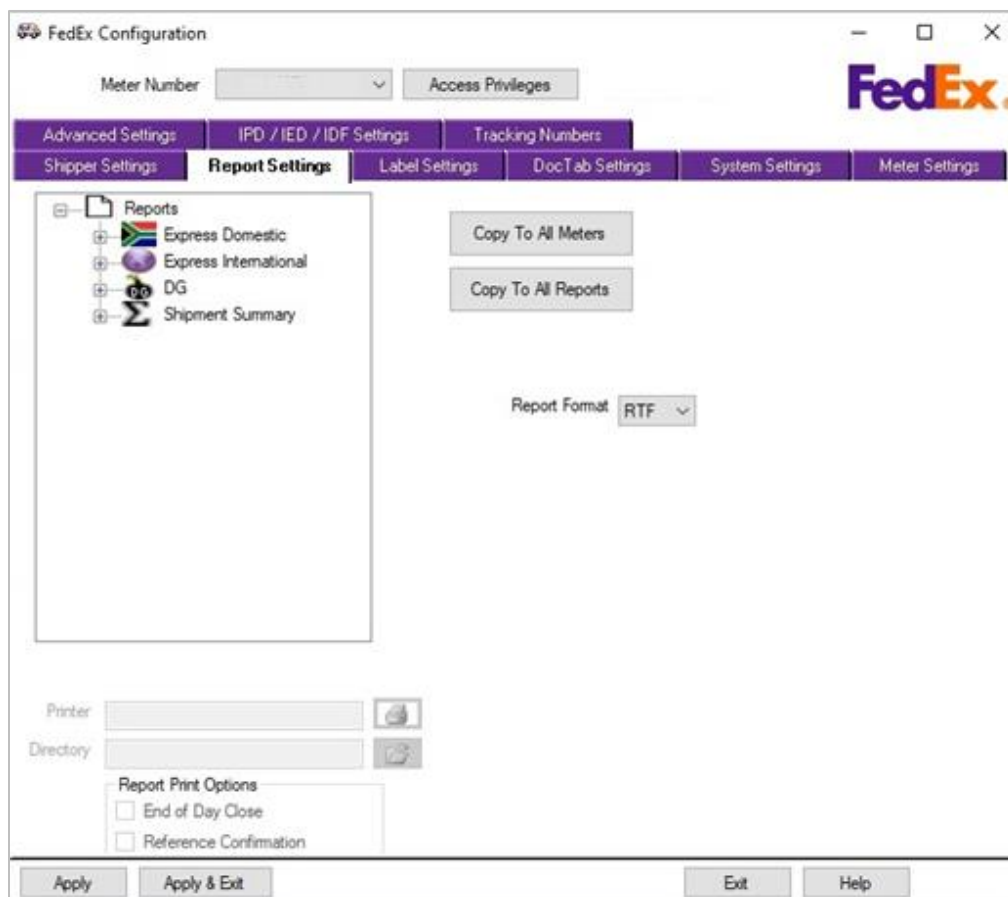 FedEx Configuration
Meter Number
Access Privileges
FedEx.
Advanced Settings
IPD / IED / IDF Settings
Tracking Numbers
Shipper Settings
Report Settings
Label Settings
DocTab Settings
System Settings
Meter Settings
Reports
Express Domestic
Express International
DG
DG
Shipment Summary
Copy To All Meters
Copy To All Reports
Report Format
RTF
Printer
Directory
Report Print Options
End of Day Close
Reference Confirmation
Apply
Apply & Exit
Exit
Help